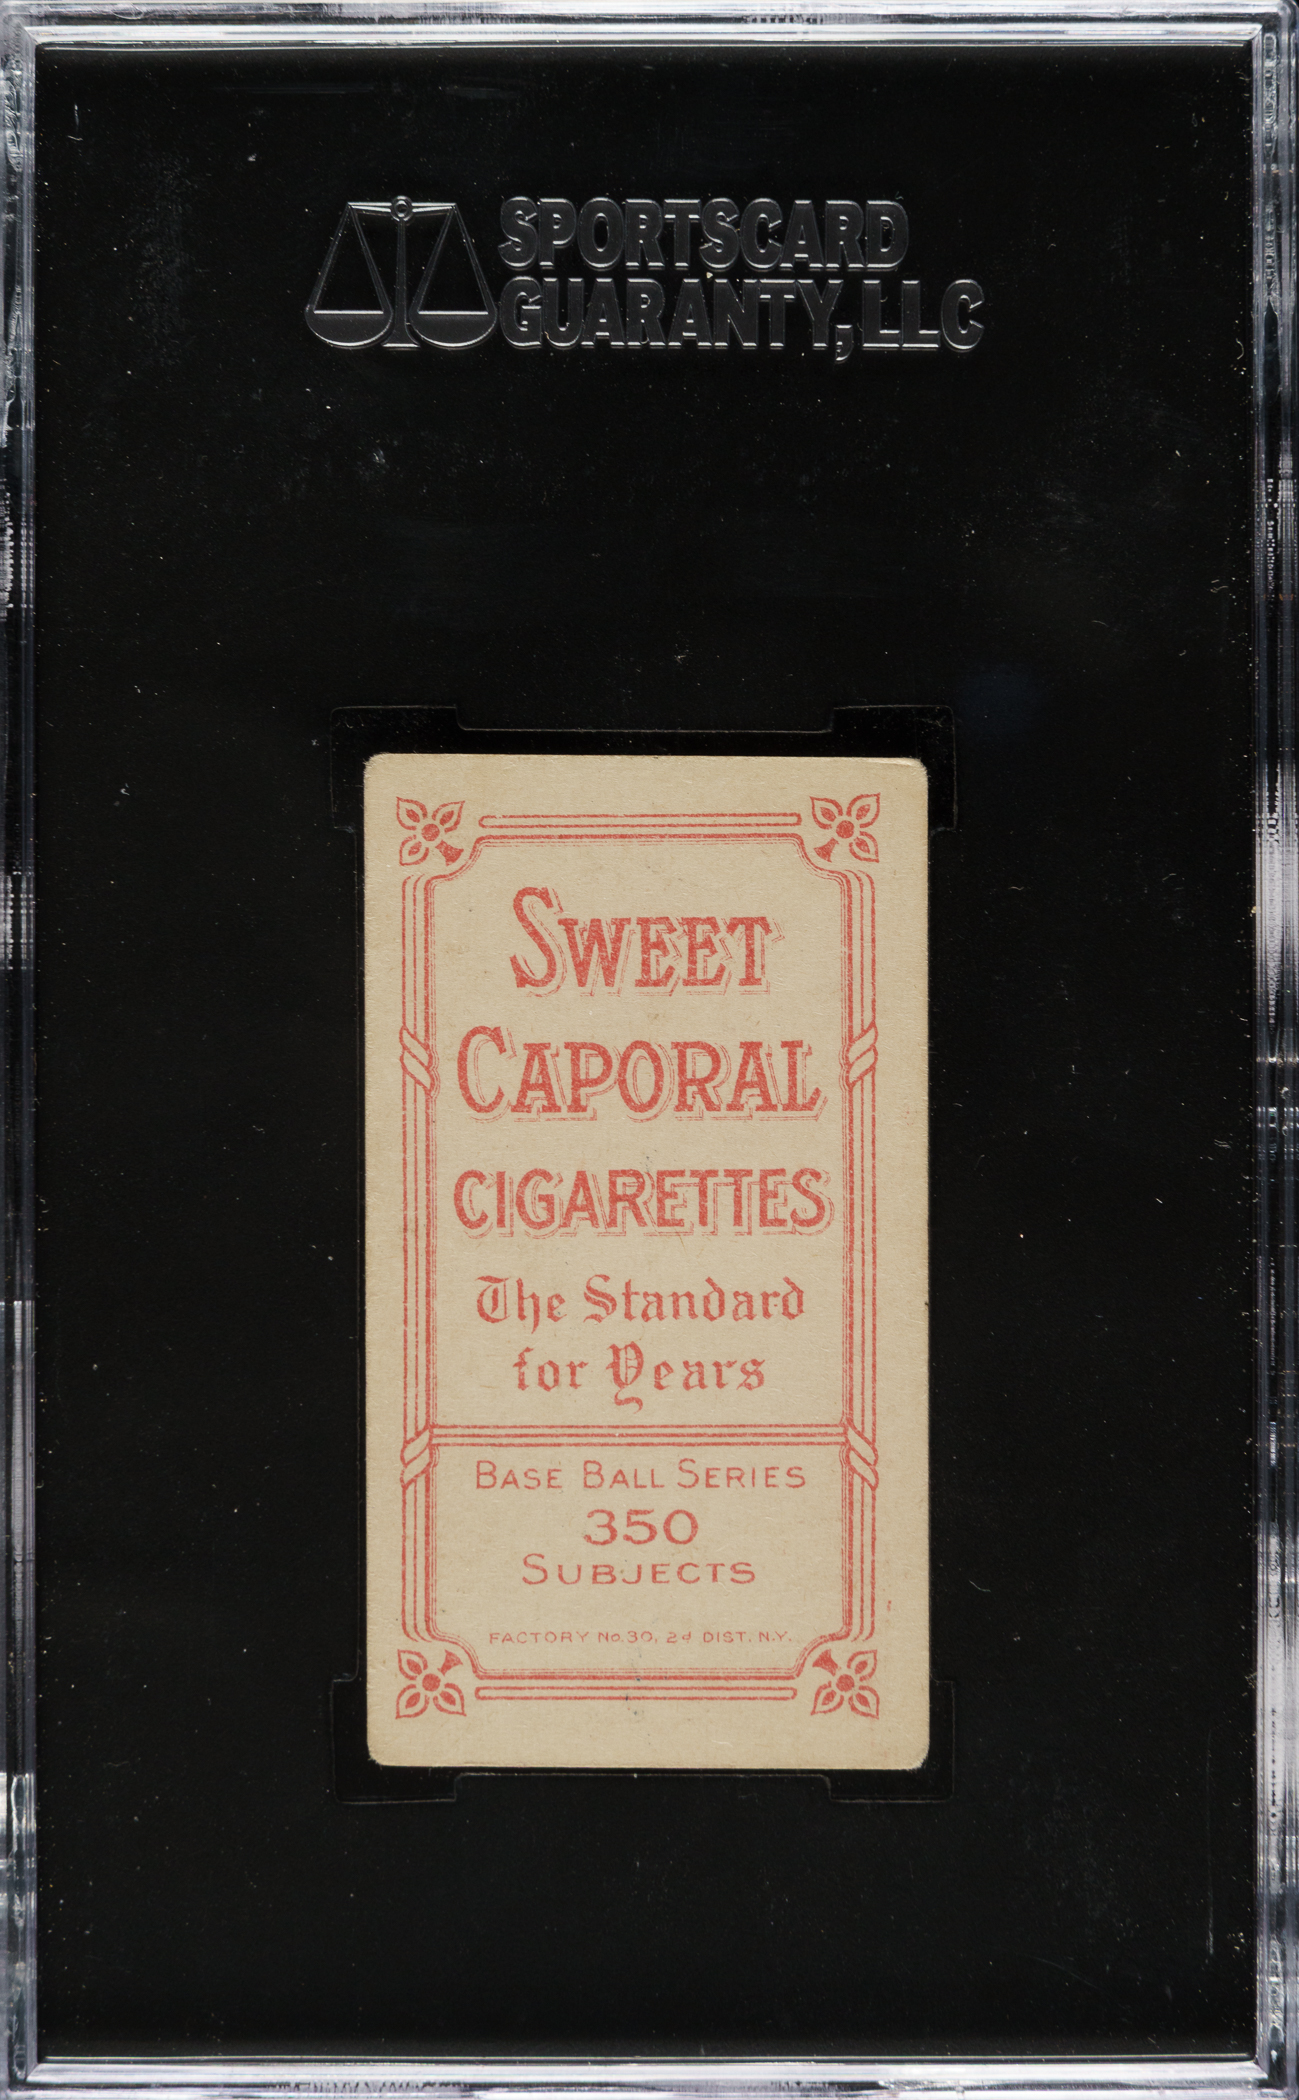 SPORTSCARD
GUARANTY, LLC
SWEET
CAPORAL
CIGARETTES
The Standard
for Years
BASE BALL SERIES
350
SUBJECTS
FACTORY No. 30, 2d DIST. N.Y.